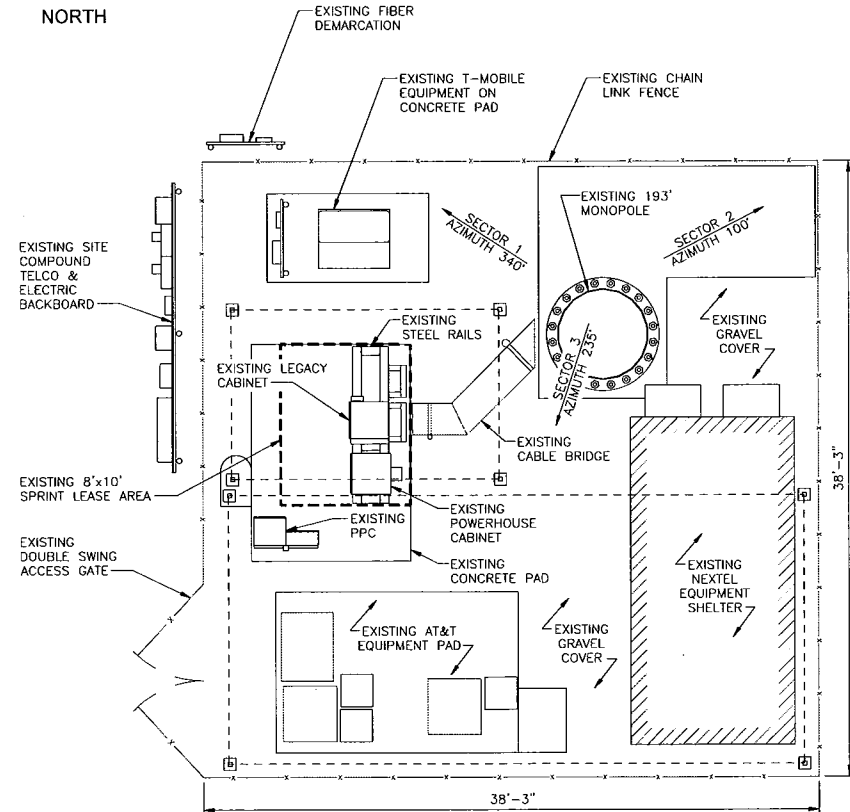 NORTH
EXISTING FIBER
DEMARCATION
EXISTING T-MOBILE
EQUIPMENT ON
CONCRETE PAD
EXISTING CHAIN
LINK FENCE
EXISTING 193'
MONOPOLE
SECTOR 1
AZIMUTH 340°
SECTOR 2
AZIMUTH 100°
SECTOR 3
AZIMUTH 235°
EXISTING SITE
COMPOUND
TELCO &
ELECTRIC
BACKBOARD
EXISTING
STEEL RAILS
EXISTING
GRAVEL
COVER
EXISTING LEGACY
CABINET
EXISTING
CABLE BRIDGE
38'-3"
EXISTING 8'x10'
SPRINT LEASE AREA
EXISTING
PPC
EXISTING
POWERHOUSE
CABINET
EXISTING
DOUBLE SWING
ACCESS GATE
EXISTING
CONCRETE PAD
EXISTING
NEXTEL
EQUIPMENT
SHELTER
EXISTING AT&T
EQUIPMENT PAD
EXISTING
GRAVEL
COVER
38'-3"